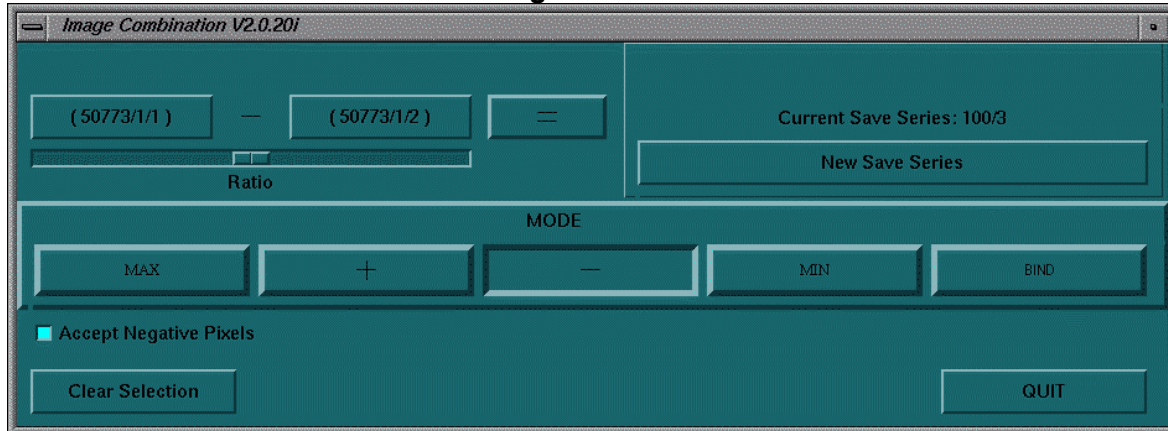 Image Combination V2.0.20i
( 50773/1/1 ) — ( 50773/1/2 ) =
Ratio
Current Save Series: 100/3
New Save Series
MODE
MAX + — MIN BIND
Accept Negative Pixels
Clear Selection QUIT